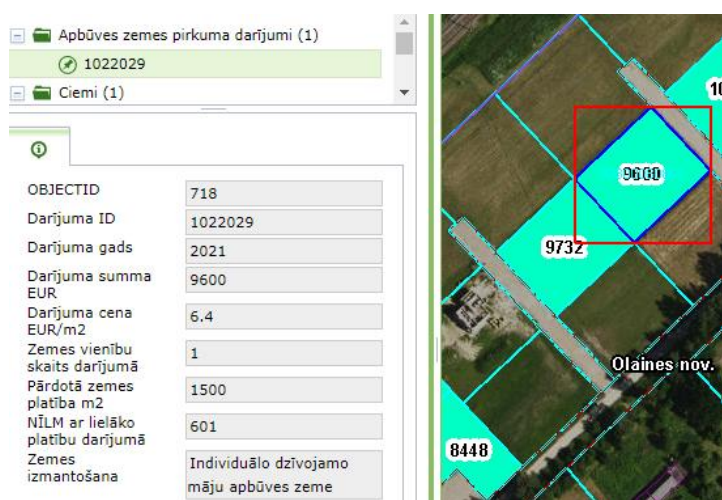 Apbūves zemes pirkuma darījumi (1)
1022029
Ciemi (1)
OBJECTID
718
Darījuma ID
1022029
Darījuma gads
2021
Darījuma summa
EUR
9600
Darījuma cena
EUR/m2
6.4
Zemes vienību
skaits darījumā
1
Pārdotā zemes
platība m2
1500
NĪLM ar lielāko
platību darījumā
601
Zemes
izmantošana
Individuālo dzīvojamo
māju apbūves zeme
10
9600
9732
Olaines nov.
8448